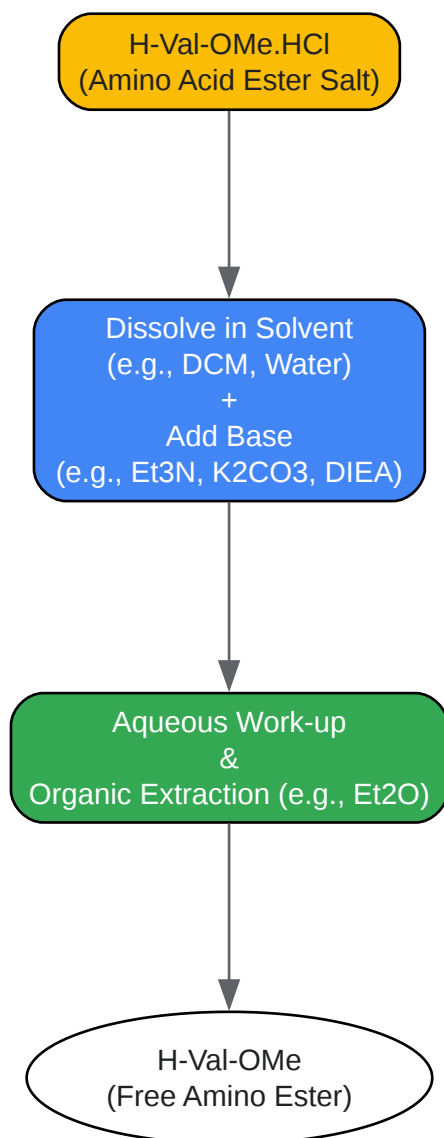 H-Val-OMe.HCl
(Amino Acid Ester Salt)
Dissolve in Solvent
(e.g., DCM, Water)
+
Add Base
(e.g., Et3N, K2CO3, DIEA)
Aqueous Work-up
&
Organic Extraction (e.g., Et2O)
H-Val-OMe
(Free Amino Ester)